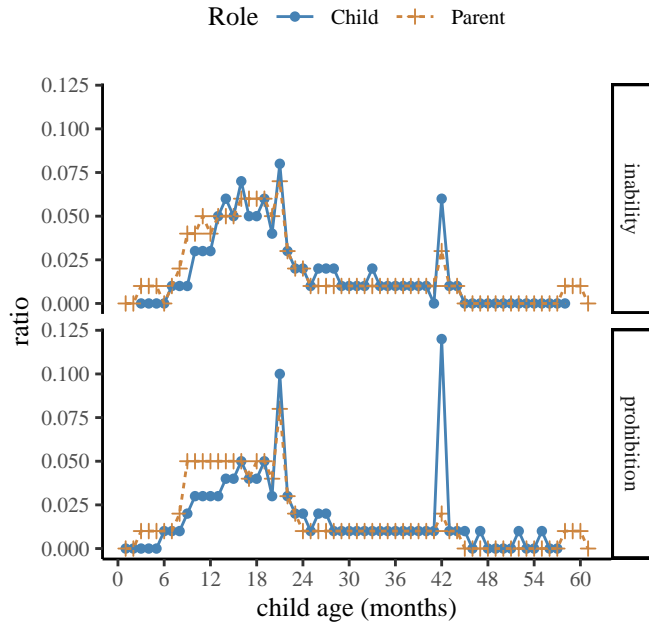 Role Child Parent
0.125
0.100
0.075
0.050
0.025
0.000
inability
0.125
0.100
0.075
0.050
0.025
0.000
prohibition
ratio
0 6 12 18 24 30 36 42 48 54 60
child age (months)